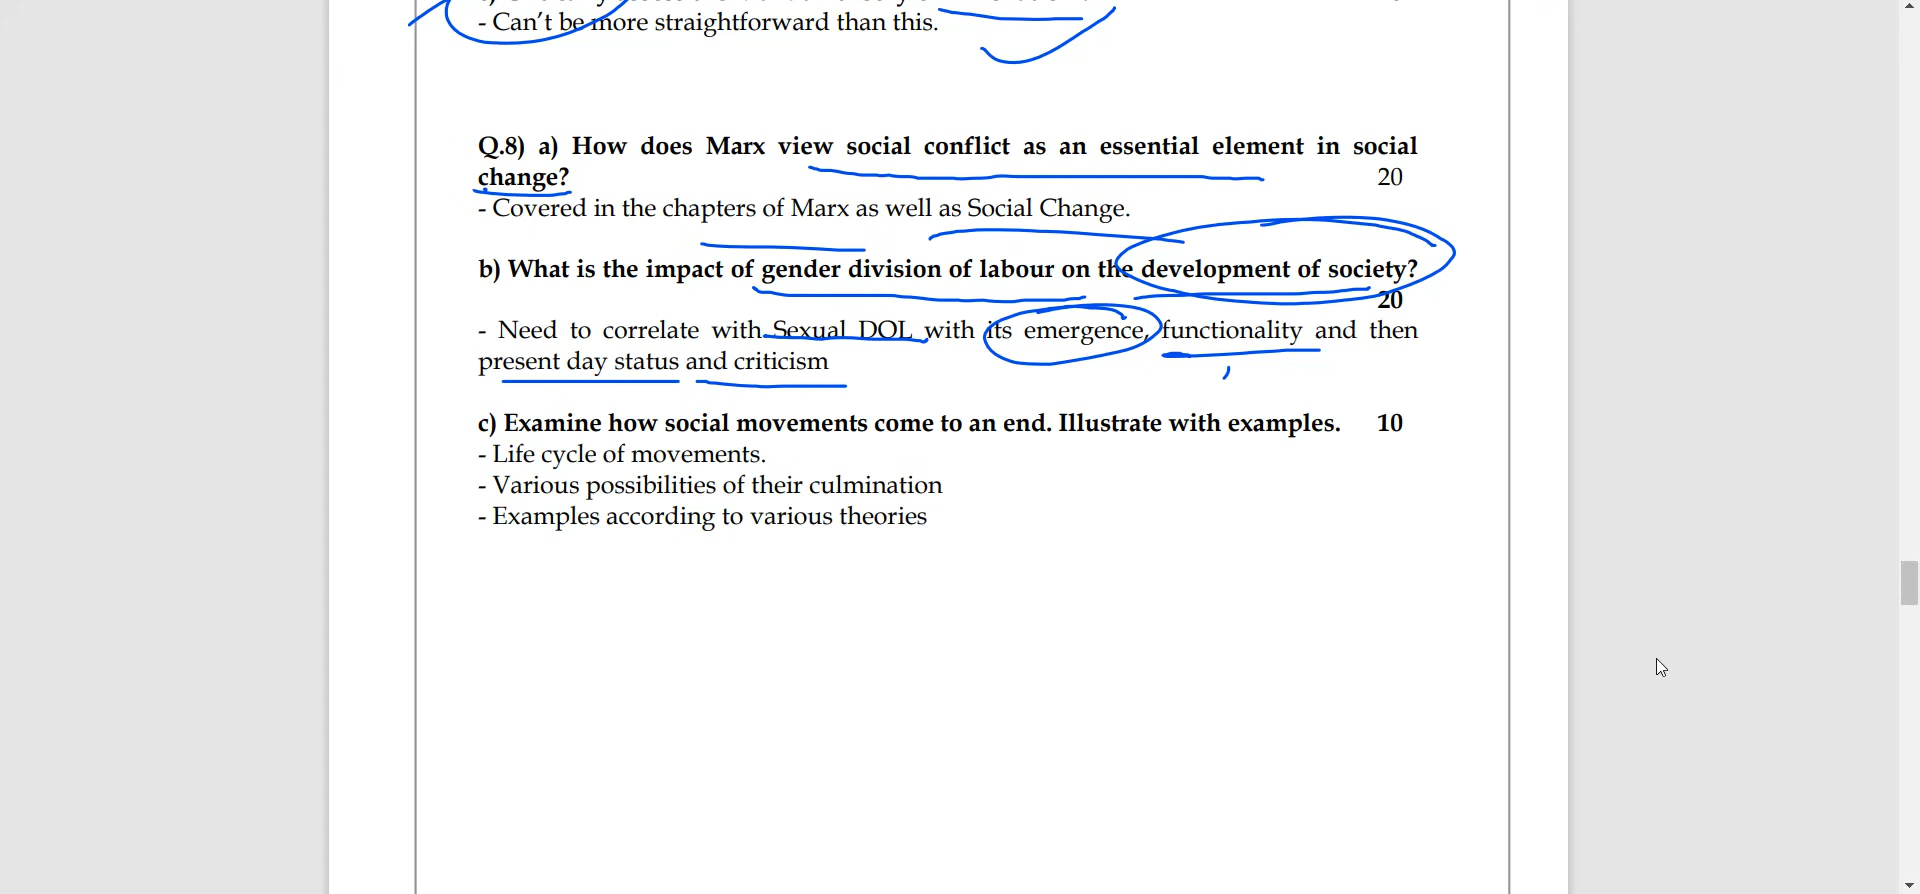 - Can’t be more straightforward than this.
Q.8) a) How does Marx view social conflict as an essential element in social
change? 20
- Covered in the chapters of Marx as well as Social Change.
b) What is the impact of gender division of labour on the development of society?
20
- Need to correlate with Sexual DOL with its emergence, functionality and then
present day status and criticism
c) Examine how social movements come to an end. Illustrate with examples. 10
- Life cycle of movements.
- Various possibilities of their culmination
- Examples according to various theories